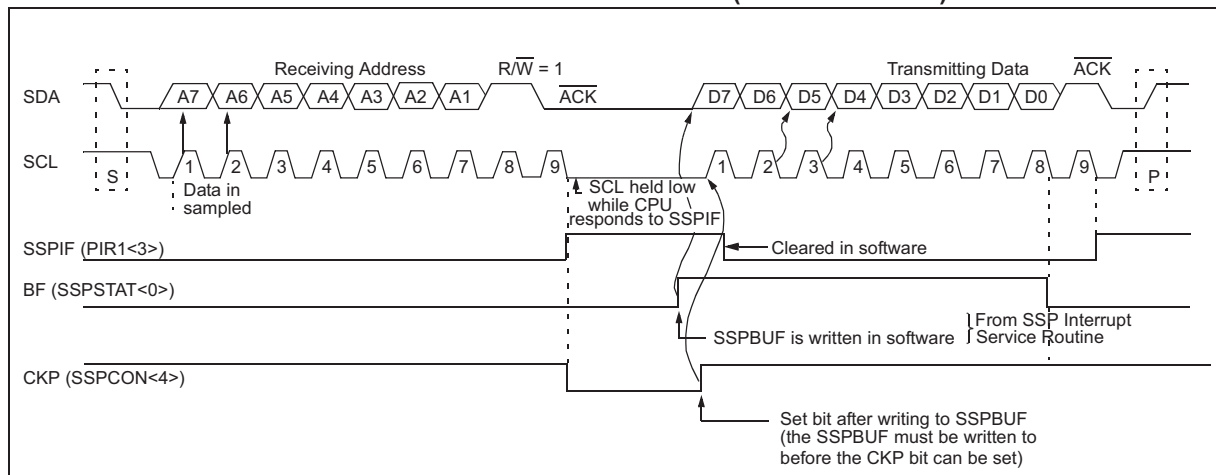 Receiving Address R/W = 1 Transmitting Data ACK
SDA A7 A6 A5 A4 A3 A2 A1 ACK D7 D6 D5 D4 D3 D2 D1 D0
SCL S 1 2 3 4 5 6 7 8 9 1 2 3 4 5 6 7 8 9 P
Data in
sampled
SCL held low
while CPU
responds to SSPIF
SSPIF (PIR1<3>)
Cleared in software
BF (SSPSTAT<0>)
SSPBUF is written in software
From SSP Interrupt
Service Routine
CKP (SSPCON<4>)
Set bit after writing to SSPBUF
(the SSPBUF must be written to
before the CKP bit can be set)